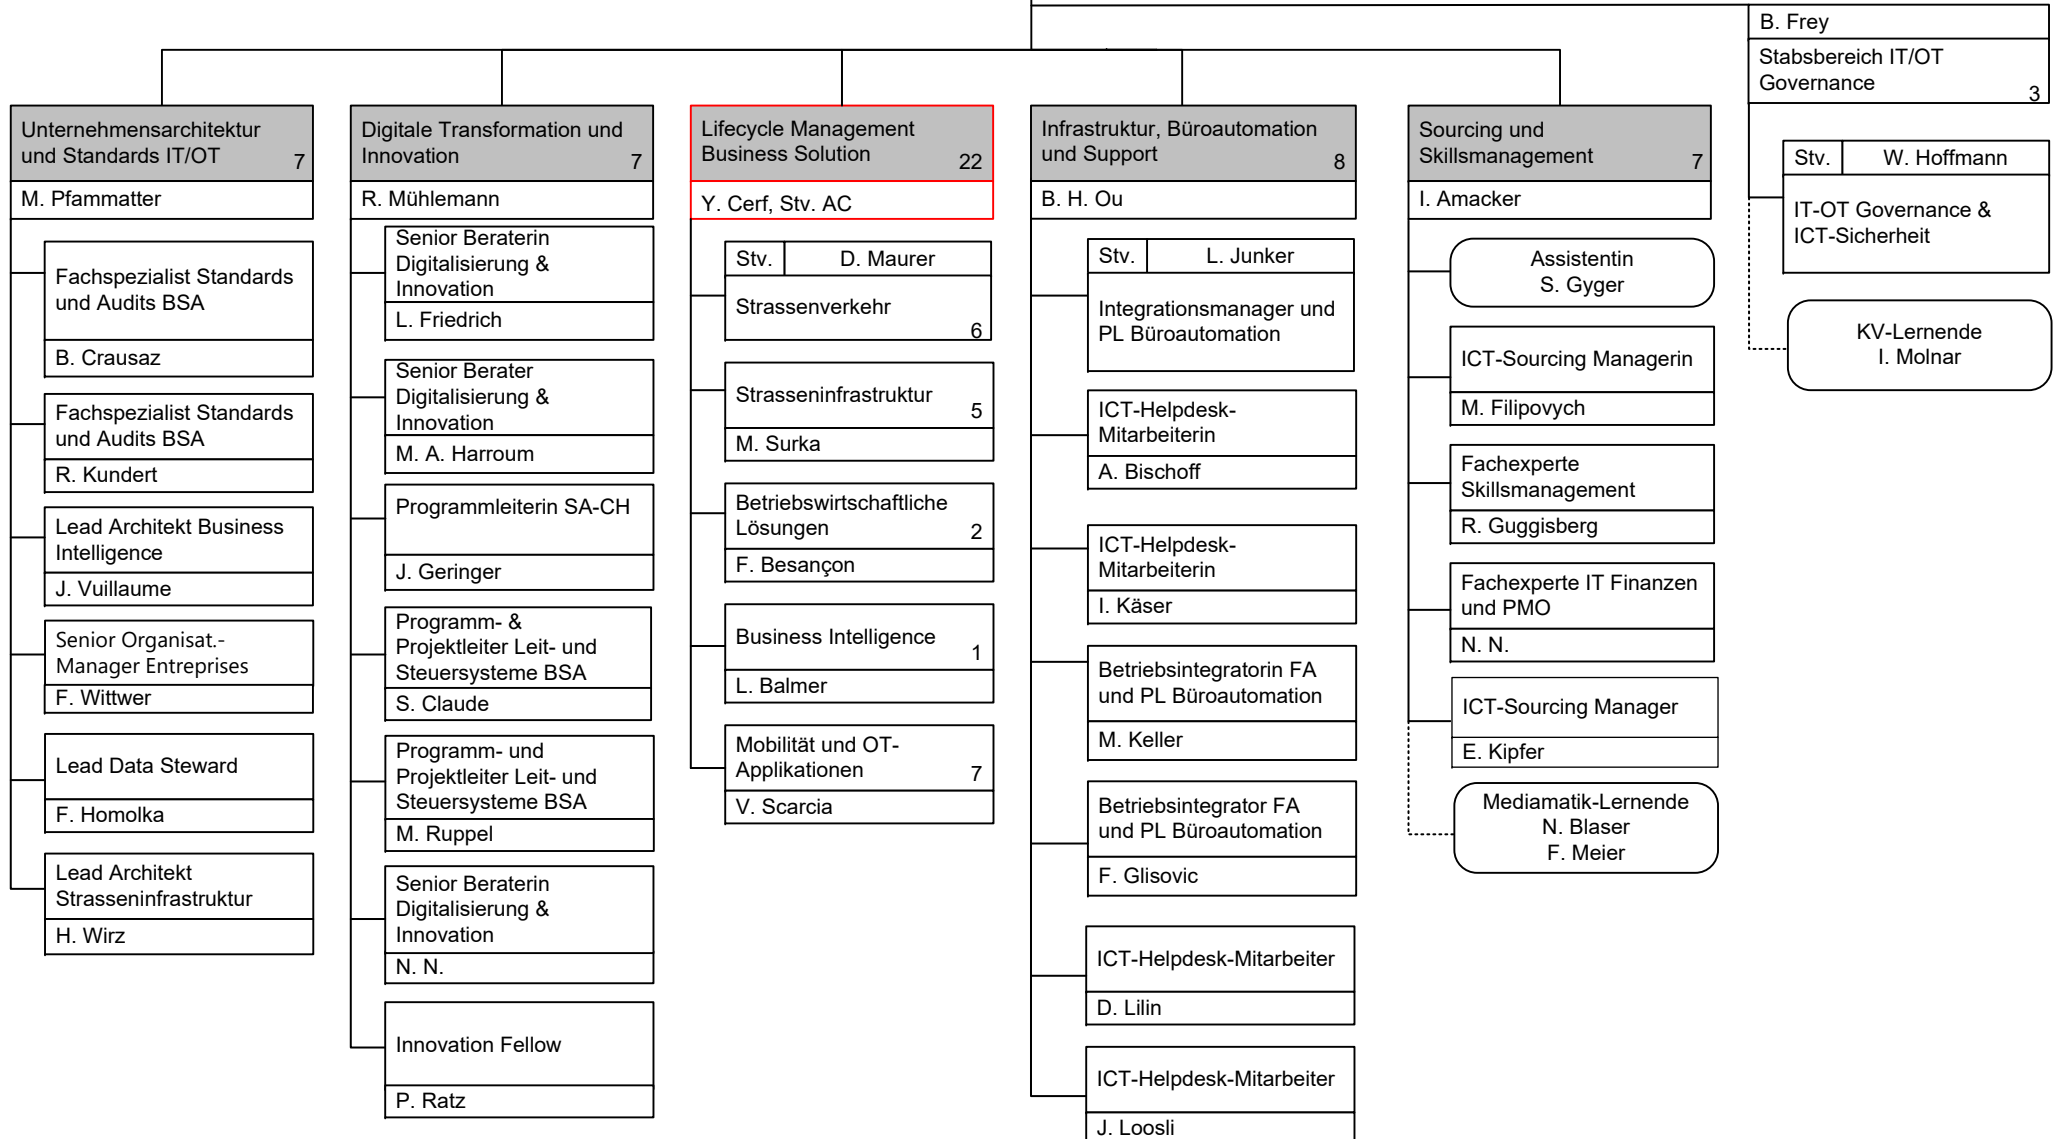 B. Frey
Stabsbereich IT/OT
Governance
3
Stv.
W. Hoffmann
IT-OT Governance &
ICT-Sicherheit
KV-Lernende
I. Molnar
Unternehmensarchitektur
und Standards IT/OT
7
M. Pfammatter
Fachspezialist Standards
und Audits BSA
B. Crausaz
Fachspezialist Standards
und Audits BSA
R. Kundert
Lead Architekt Business
Intelligence
J. Vuillaume
Senior Organisat.-
Manager Entreprises
F. Wittwer
Lead Data Steward
F. Homolka
Lead Architekt
Strasseninfrastruktur
H. Wirz
Digitale Transformation und
Innovation
7
R. Mühlemann
Senior Beraterin
Digitalisierung &
Innovation
L. Friedrich
Senior Berater
Digitalisierung &
Innovation
M. A. Harroum
Programmleiterin SA-CH
J. Geringer
Programm- &
Projektleiter Leit- und
Steuersysteme BSA
S. Claude
Programm- und
Projektleiter Leit- und
Steuersysteme BSA
M. Ruppel
Senior Beraterin
Digitalisierung &
Innovation
N. N.
Innovation Fellow
P. Ratz
Lifecycle Management
Business Solution
22
Y. Cerf, Stv. AC
Stv.
D. Maurer
Strassenverkehr
6
Strasseninfrastruktur
5
M. Surka
Betriebswirtschaftliche
Lösungen
2
F. Besançon
Business Intelligence
1
L. Balmer
Mobilität und OT-
Applikationen
7
V. Scarcia
Infrastruktur, Büroautomation
und Support
8
B. H. Ou
Stv.
L. Junker
Integrationsmanager und
PL Büroautomation
ICT-Helpdesk-
Mitarbeiterin
A. Bischoff
ICT-Helpdesk-
Mitarbeiterin
I. Käser
Betriebsintegratorin FA
und PL Büroautomation
M. Keller
Betriebsintegrator FA
und PL Büroautomation
F. Glisovic
ICT-Helpdesk-Mitarbeiter
D. Lilin
ICT-Helpdesk-Mitarbeiter
J. Loosli
Sourcing und
Skillsmanagement
7
I. Amacker
Assistentin
S. Gyger
ICT-Sourcing Managerin
M. Filipovych
Fachexperte
Skillsmanagement
R. Guggisberg
Fachexperte IT Finanzen
und PMO
N. N.
ICT-Sourcing Manager
E. Kipfer
Mediamatik-Lernende
N. Blaser
F. Meier